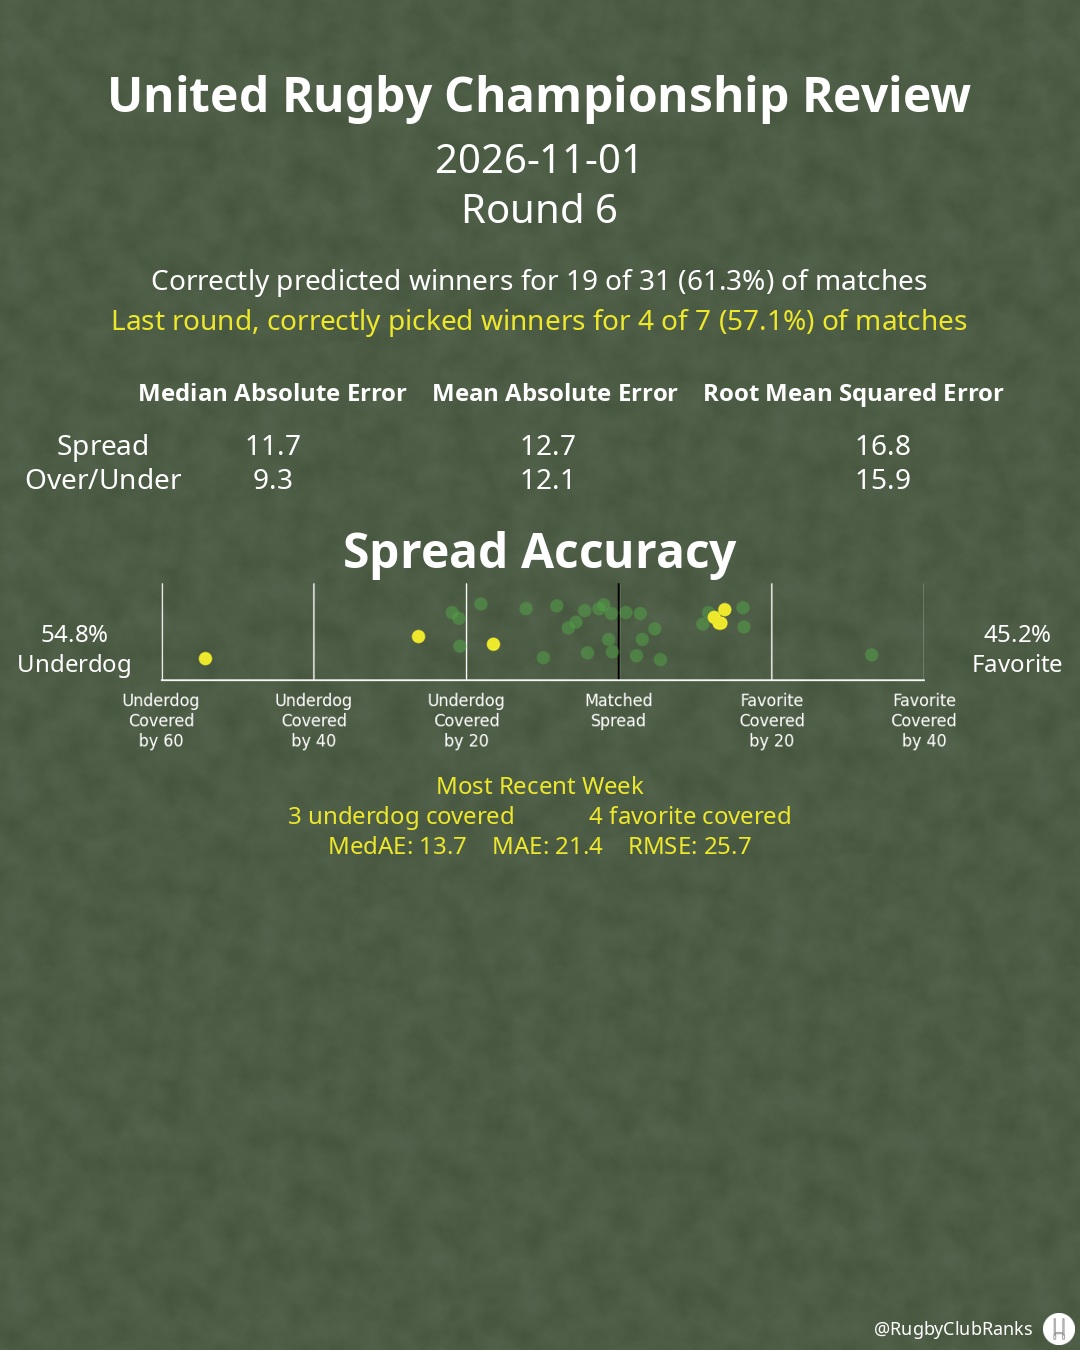 United Rugby Championship Review
2026-11-01
Round 6
Correctly predicted winners for 19 of 31 (61.3%) of matches
Last round, correctly picked winners for 4 of 7 (57.1%) of matches
Median Absolute Error Mean Absolute Error Root Mean Squared Error
Spread 11.7 12.7 16.8
Over/Under 9.3 12.1 15.9
Spread Accuracy
54.8% Underdog
45.2% Favorite
Underdog Covered by 60
Underdog Covered by 40
Underdog Covered by 20
Matched Spread
Favorite Covered by 20
Favorite Covered by 40
Most Recent Week
3 underdog covered 4 favorite covered
MedAE: 13.7 MAE: 21.4 RMSE: 25.7
@RugbyClubRanks